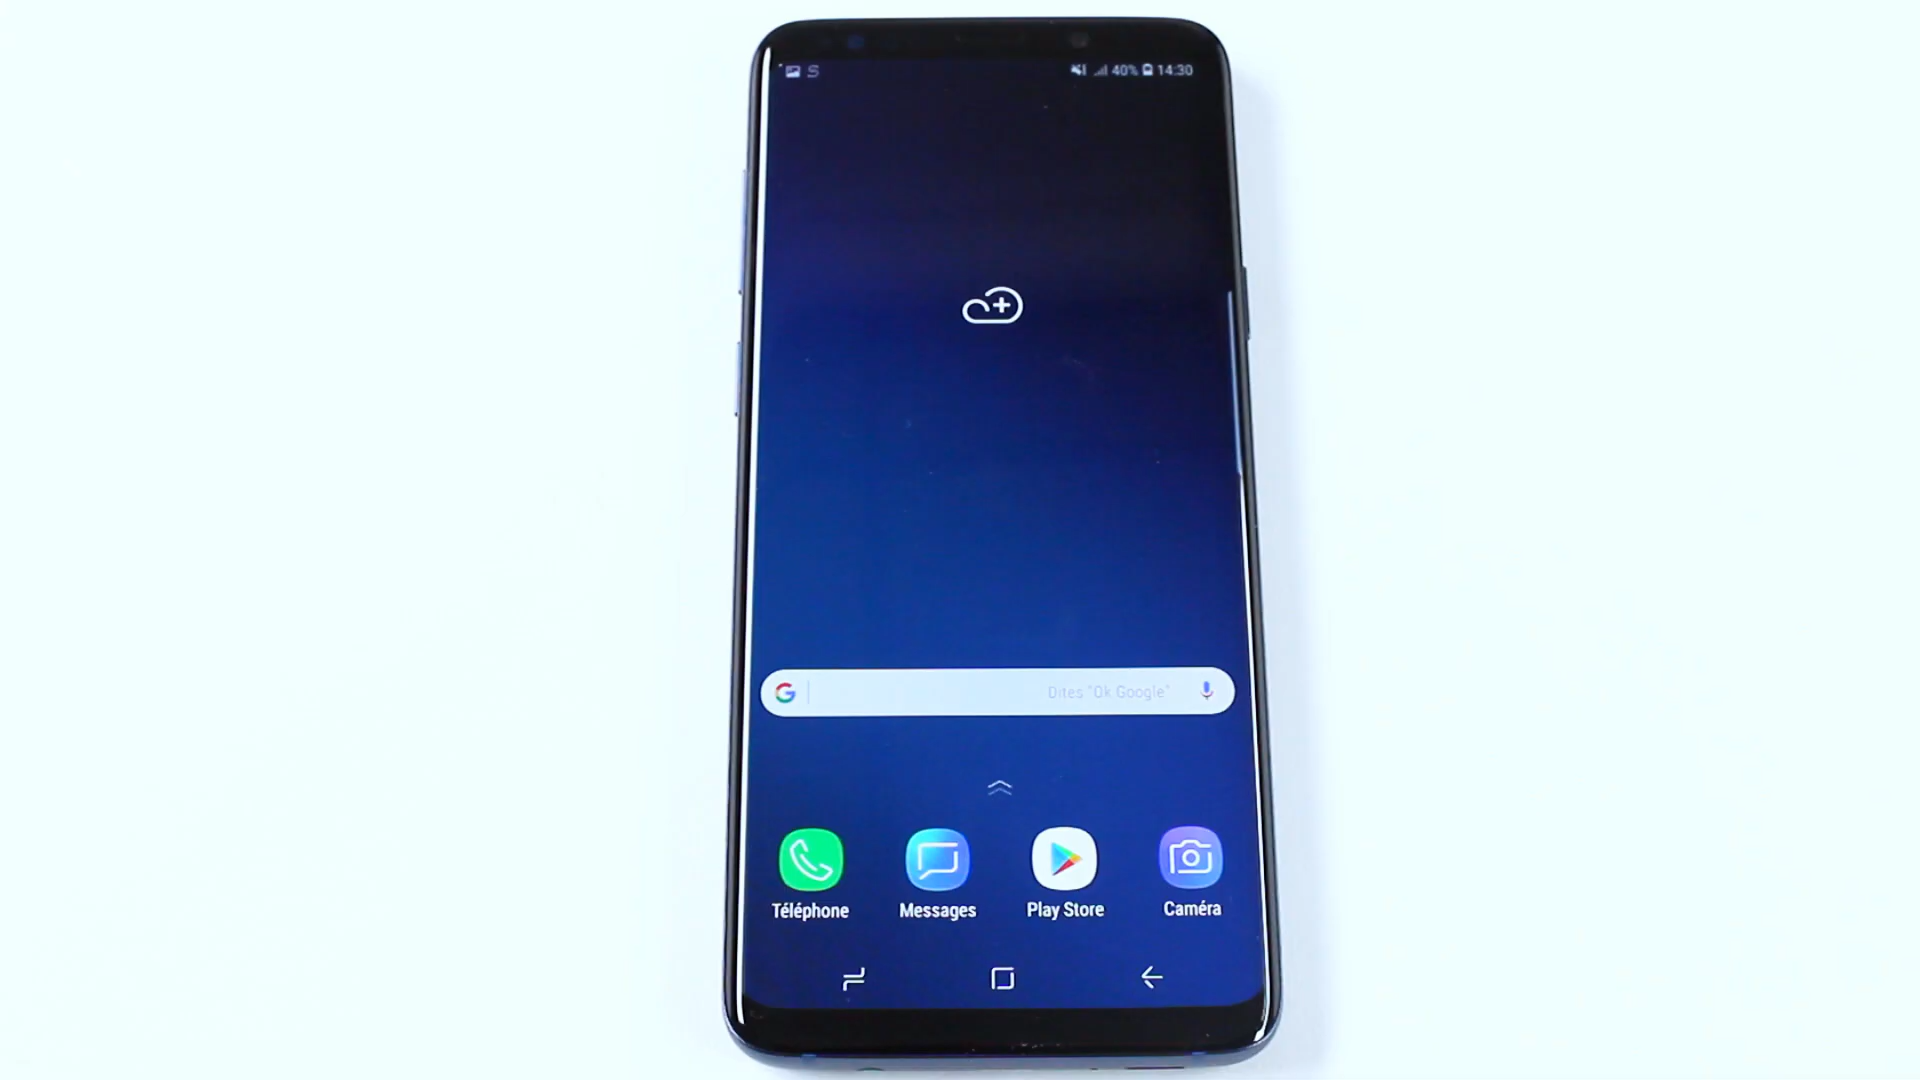 40% 14:30
Dites "Ok Google"
Téléphone
Messages
Play Store
Caméra